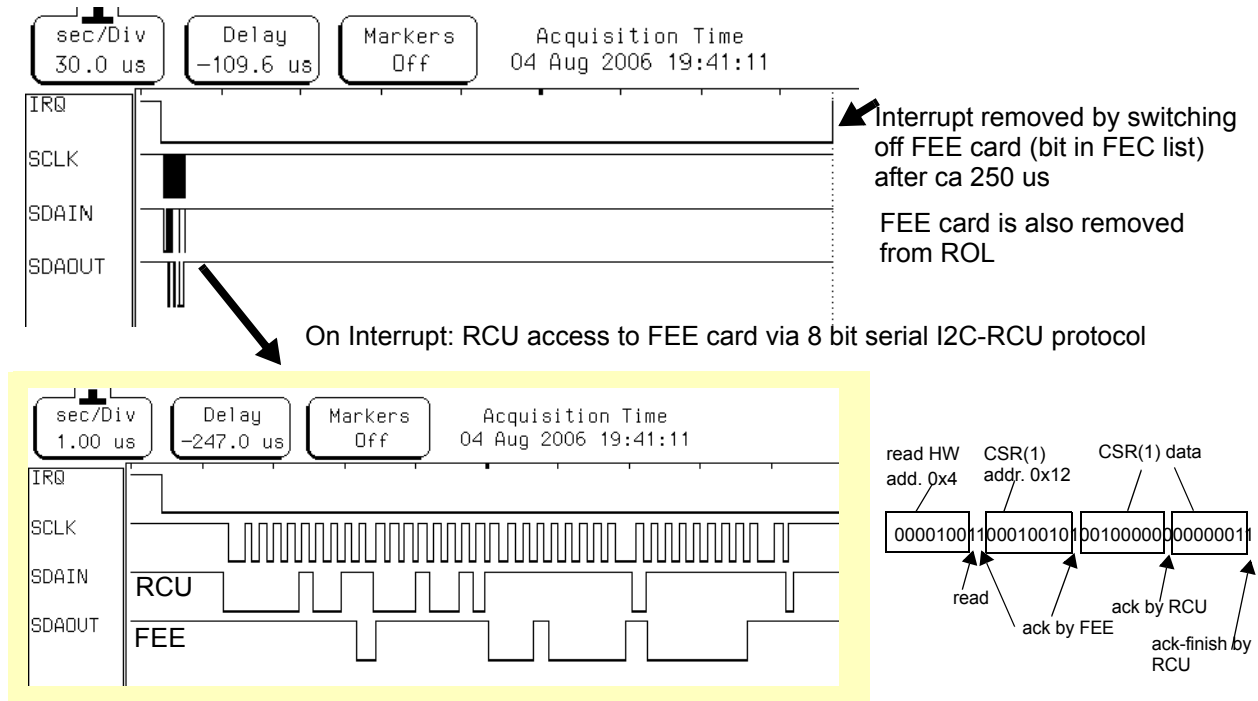 sec/Div
30.0 us
Delay
-109.6 us
Markers
Off
Acquisition Time
04 Aug 2006 19:41:11
IRQ
SCLK
SDAIN
SDAOUT
Interrupt removed by switching
off FEE card (bit in FEC list)
after ca 250 us
FEE card is also removed
from ROL
On Interrupt: RCU access to FEE card via 8 bit serial I2C-RCU protocol
sec/Div
1.00 us
Delay
-247.0 us
Markers
Off
Acquisition Time
04 Aug 2006 19:41:11
IRQ
SCLK
SDAIN
RCU
SDAOUT
FEE
read HW
add. 0x4
CSR(1)
addr. 0x12
CSR(1) data
000010011000100101001000000000000011
read
ack by FEE
ack by RCU
ack-finish by
RCU